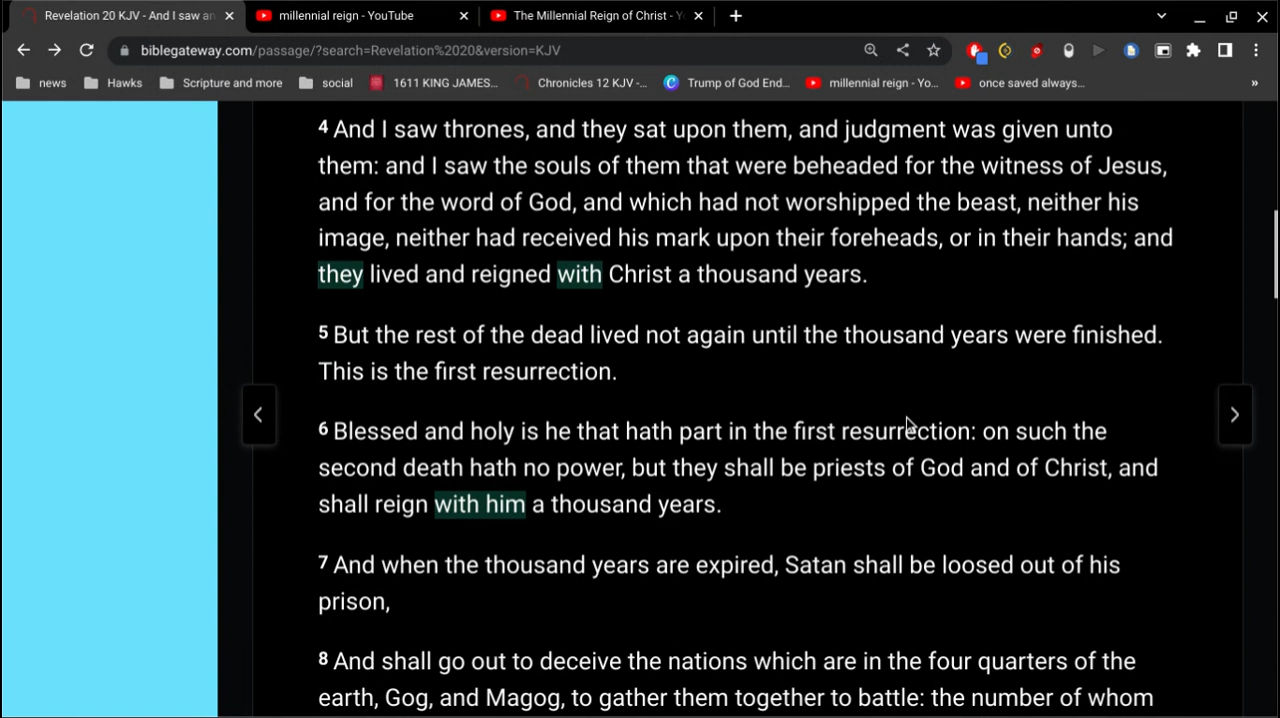 Revelation 20 KJV - And I saw an
millennial reign - YouTube
The Millennial Reign of Christ - Y
biblegateway.com/passage/?search=Revelation%2020&version=KJV
news
Hawks
Scripture and more
social
1611 KING JAMES...
Chronicles 12 KJV -...
Trump of God End...
millennial reign - Yo...
once saved always...
»
4 And I saw thrones, and they sat upon them, and judgment was given unto
them: and I saw the souls of them that were beheaded for the witness of Jesus,
and for the word of God, and which had not worshipped the beast, neither his
image, neither had received his mark upon their foreheads, or in their hands; and
they lived and reigned with Christ a thousand years.
5 But the rest of the dead lived not again until the thousand years were finished.
This is the first resurrection.
6 Blessed and holy is he that hath part in the first resurrection: on such the
second death hath no power, but they shall be priests of God and of Christ, and
shall reign with him a thousand years.
7 And when the thousand years are expired, Satan shall be loosed out of his
prison,
8 And shall go out to deceive the nations which are in the four quarters of the
earth, Gog, and Magog, to gather them together to battle: the number of whom